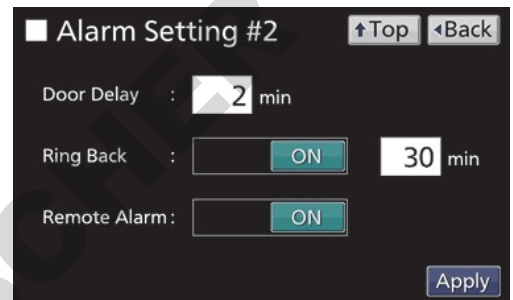 ■ Alarm Setting #2
↑Top ◂Back
Door Delay : 2 min
Ring Back : ON 30 min
Remote Alarm : ON
Apply